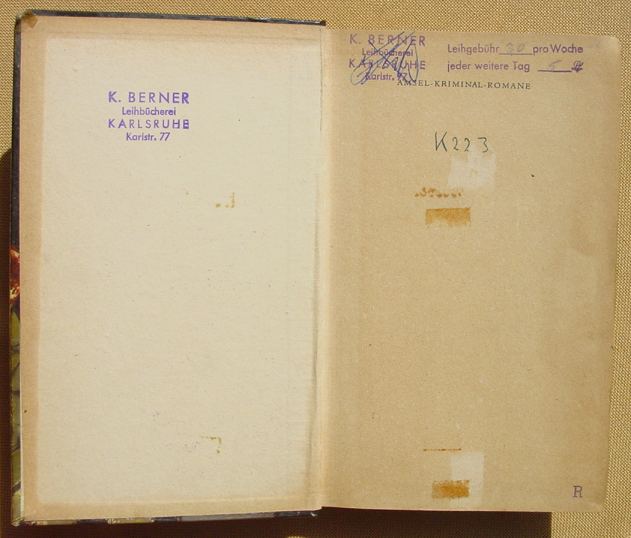 K. BERNER
Leihbücherei
KARLSRUHE
Karlstr. 77
K. BERNER
Leihbücherei
KARLSRUHE
Karlstr. 77
Leihgebühr 30 pro Woche
jeder weitere Tag 5
AMSEL-KRIMINAL-ROMANE
K223
R